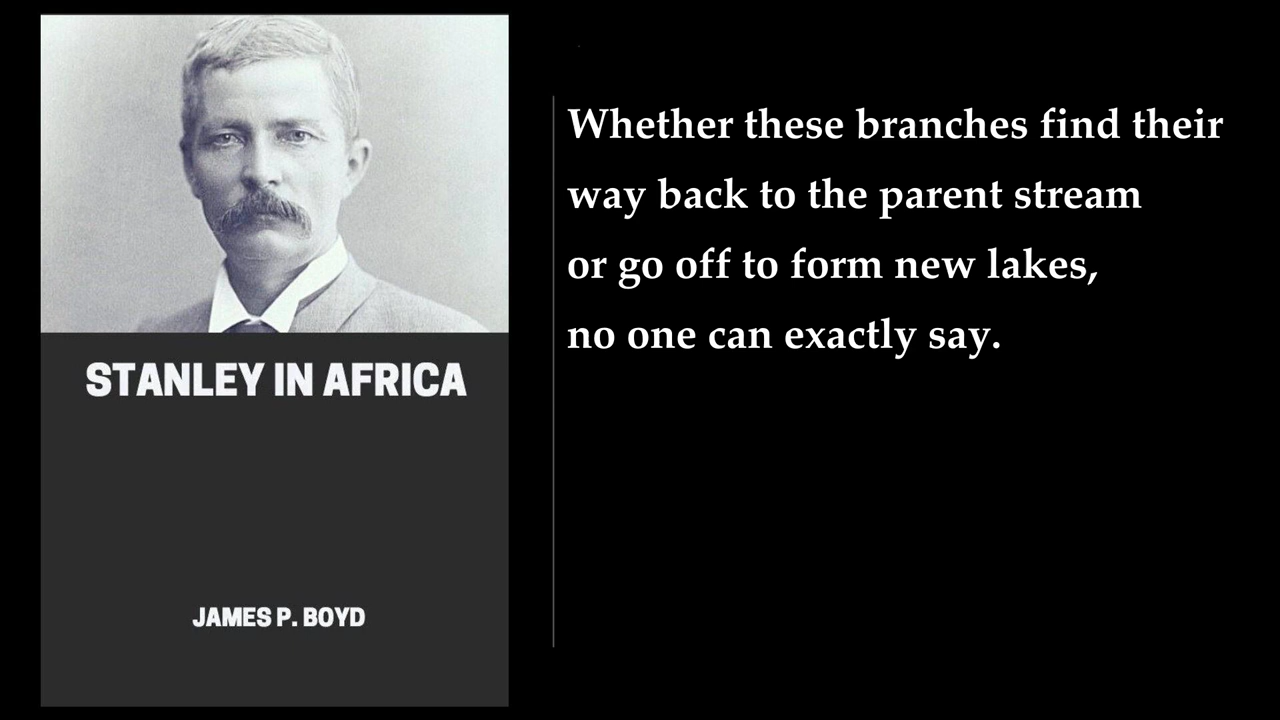 STANLEY IN AFRICA
JAMES P. BOYD
Whether these branches find their
way back to the parent stream
or go off to form new lakes,
no one can exactly say.